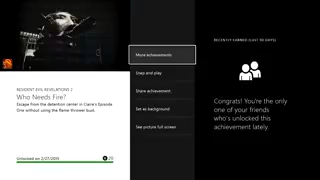 RESIDENT EVIL REVELATIONS 2
Who Needs Fire?
Escape from the detention center in Claire's Episode
One without using the flame-thrower bust.
Unlocked on 2/27/2015
20
More achievements
Snap and play
Share achievement
Set as background
See picture full screen
RECENTLY EARNED (LAST 90 DAYS)
Congrats! You're the only
one of your friends
who's unlocked this
achievement lately.